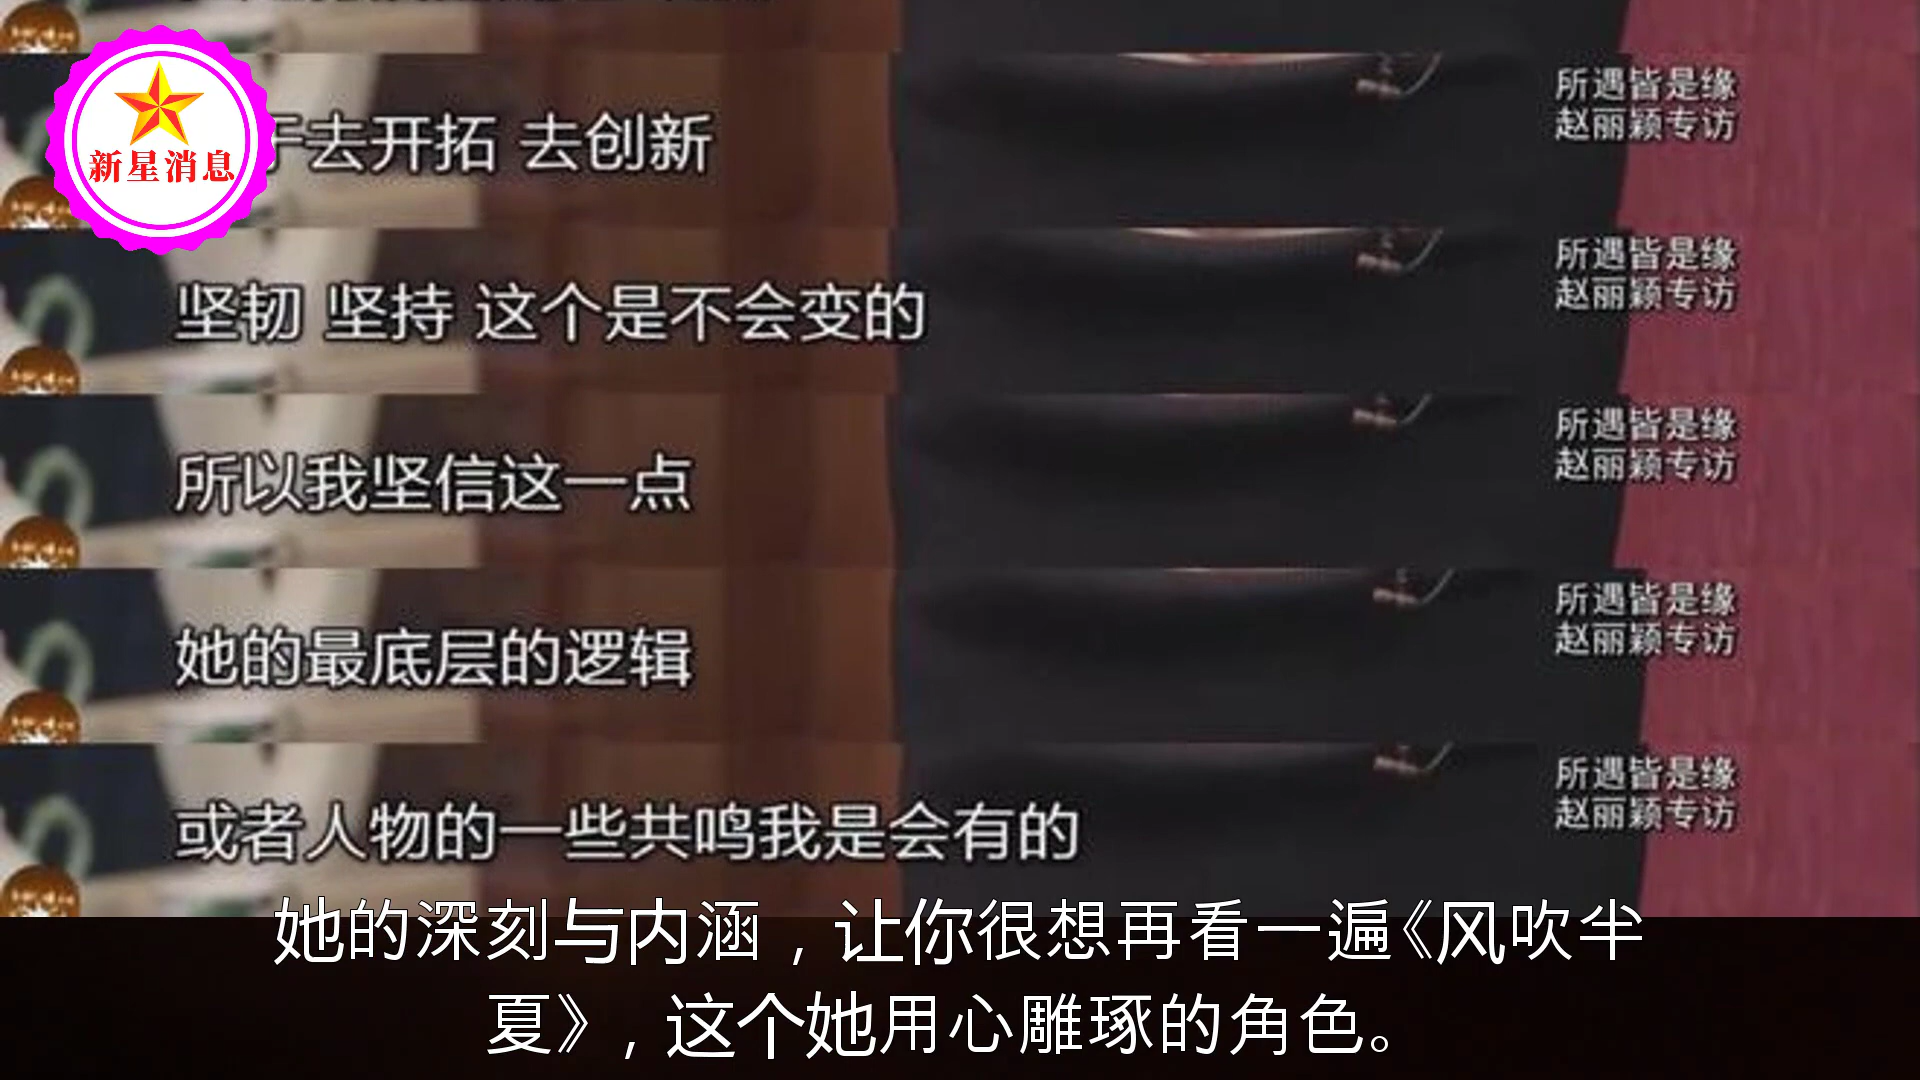 新星消息
去开拓 去创新
所遇皆是缘
赵丽颖专访
坚韧 坚持 这个是不会变的
所遇皆是缘
赵丽颖专访
所以我坚信这一点
所遇皆是缘
赵丽颖专访
她的最底层的逻辑
所遇皆是缘
赵丽颖专访
或者人物的一些共鸣我是会有的
所遇皆是缘
赵丽颖专访
她的深刻与内涵，让你很想再看一遍《风吹半
夏》，这个她用心雕琢的角色。